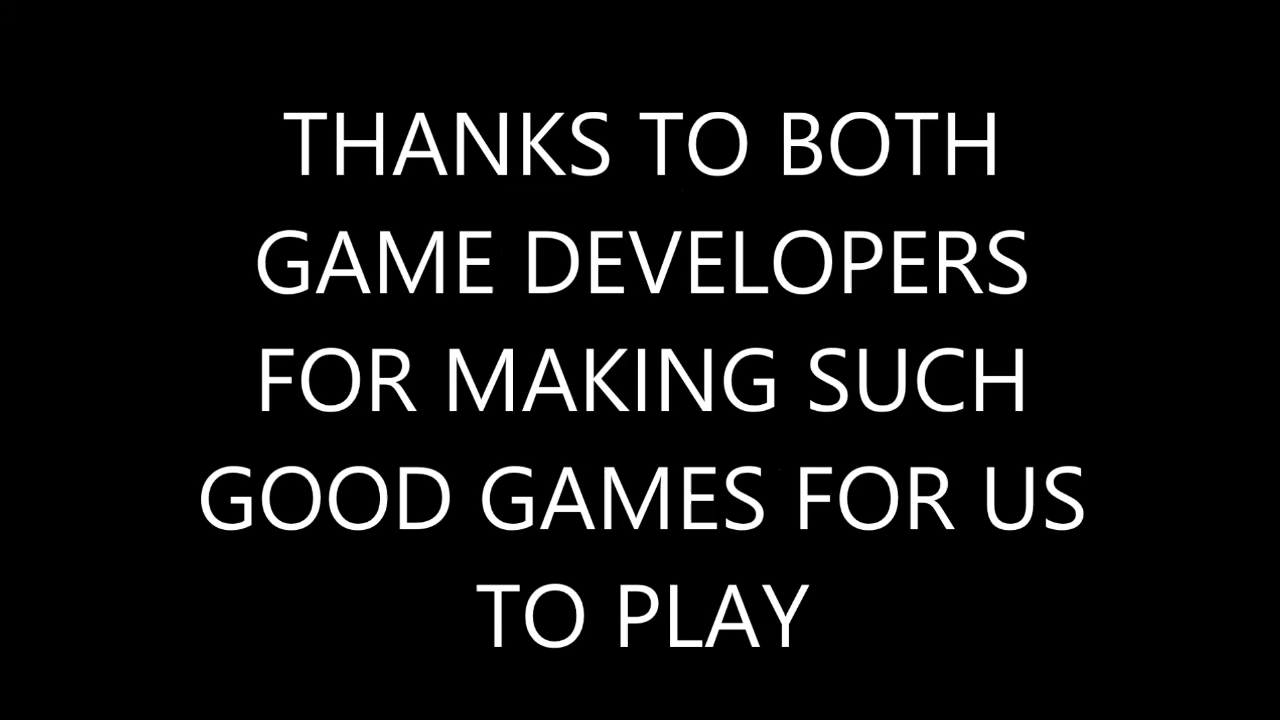 THANKS TO BOTH
GAME DEVELOPERS
FOR MAKING SUCH
GOOD GAMES FOR US
TO PLAY